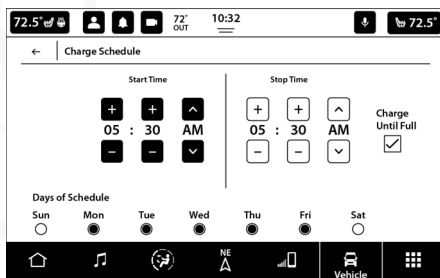 72.5° 72° OUT 10:32 72.5°
Charge Schedule
Start Time Stop Time
+ + + +
05 : 30 AM 05 : 30 AM
− − − −
Charge Until Full
Days of Schedule
Sun Mon Tue Wed Thu Fri Sat
NE
Vehicle